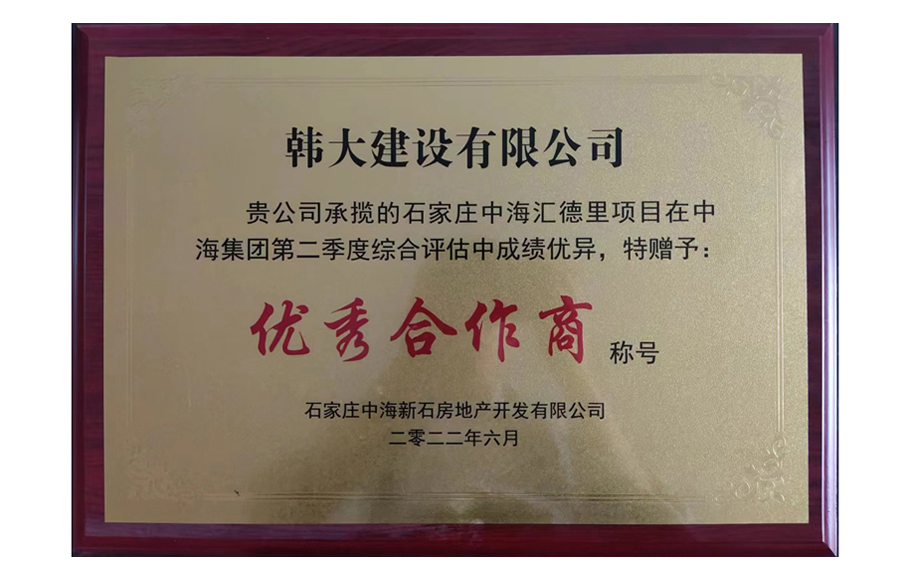 韩大建设有限公司
贵公司承揽的石家庄中海汇德里项目在中
海集团第二季度综合评估中成绩优异，特赠予：
优秀合作商 称号
石家庄中海新石房地产开发有限公司
二零二二年六月